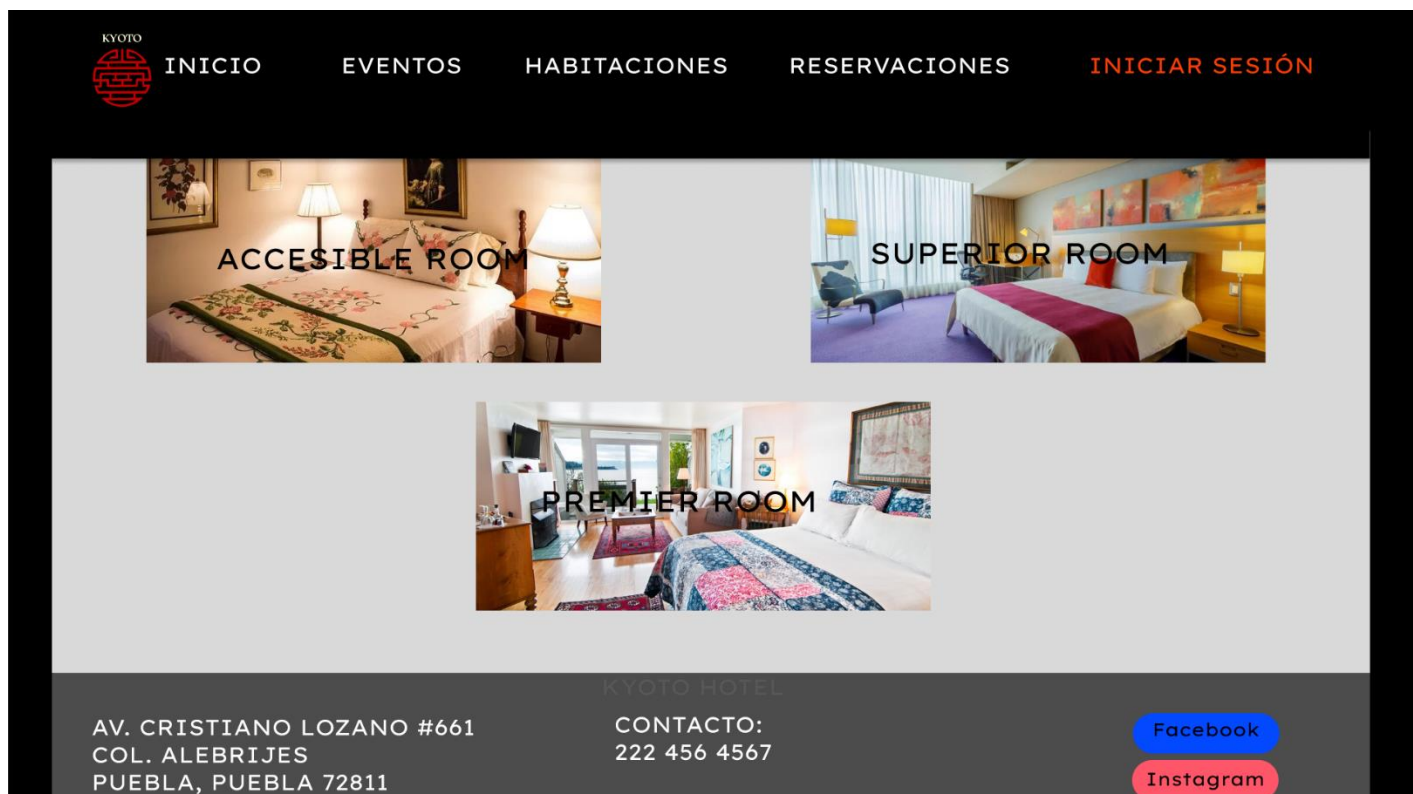 KYOTO
INICIO EVENTOS HABITACIONES RESERVACIONES INICIAR SESIÓN
ACCESIBLE ROOM
SUPERIOR ROOM
PREMIER ROOM
KYOTO HOTEL
AV. CRISTIANO LOZANO #661
COL. ALEBRIJES
PUEBLA, PUEBLA 72811
CONTACTO:
222 456 4567
Facebook
Instagram